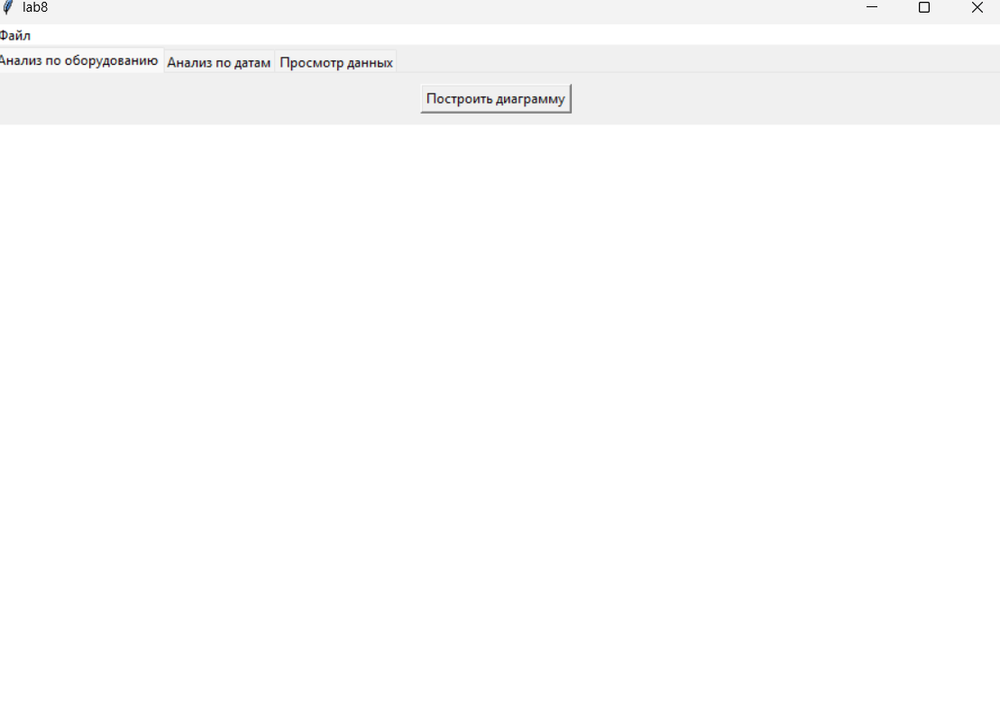 lab8
Файл
Анализ по оборудованию Анализ по датам Просмотр данных
Построить диаграмму